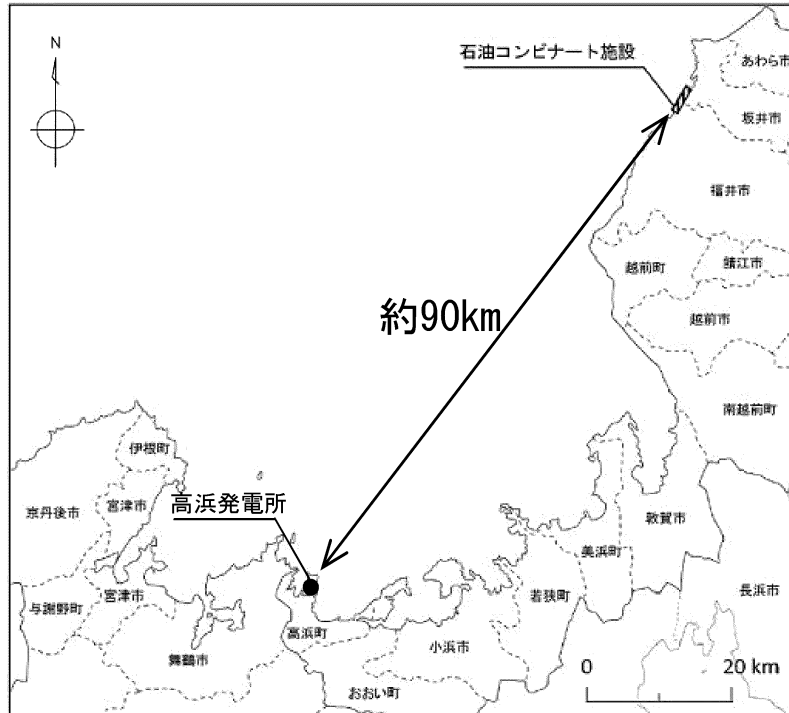 N
石油コンビナート施設
あわら市
坂井市
福井市
越前町
鯖江市
越前市
約90km
南越前町
伊根町
京丹後市
宮津市
高浜発電所
敦賀市
美浜町
与謝野町
宮津市
若狭町
長浜市
高浜町
小浜市
舞鶴市
おおい町
0
20 km